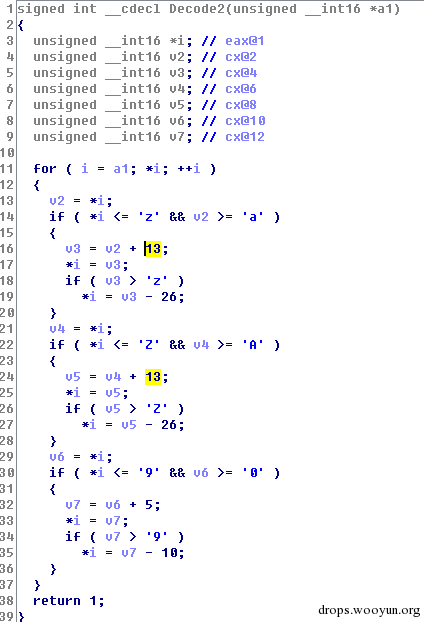 1 signed int __cdecl Decode2(unsigned __int16 *a1)
2 {
3 unsigned __int16 *i; // eax@1
4 unsigned __int16 v2; // cx@2
5 unsigned __int16 v3; // cx@4
6 unsigned __int16 v4; // cx@6
7 unsigned __int16 v5; // cx@8
8 unsigned __int16 v6; // cx@10
9 unsigned __int16 v7; // cx@12
10
11 for ( i = a1; *i; ++i )
12 {
13 v2 = *i;
14 if ( *i <= 'z' && v2 >= 'a' )
15 {
16 v3 = v2 + 13;
17 *i = v3;
18 if ( v3 > 'z' )
19 *i = v3 - 26;
20 }
21 v4 = *i;
22 if ( *i <= 'Z' && v4 >= 'A' )
23 {
24 v5 = v4 + 13;
25 *i = v5;
26 if ( v5 > 'Z' )
27 *i = v5 - 26;
28 }
29 v6 = *i;
30 if ( *i <= '9' && v6 >= '0' )
31 {
32 v7 = v6 + 5;
33 *i = v7;
34 if ( v7 > '9' )
35 *i = v7 - 10;
36 }
37 }
38 return 1;
39 }
drops.wooyun.org